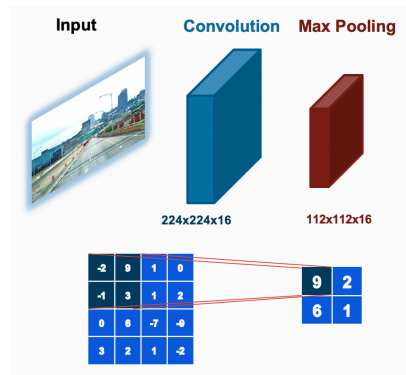 Input Convolution Max Pooling
224x224x16 112x112x16
-2 9 1 0
-1 3 1 2
0 6 -7 -9
3 2 1 -2
9 2
6 1